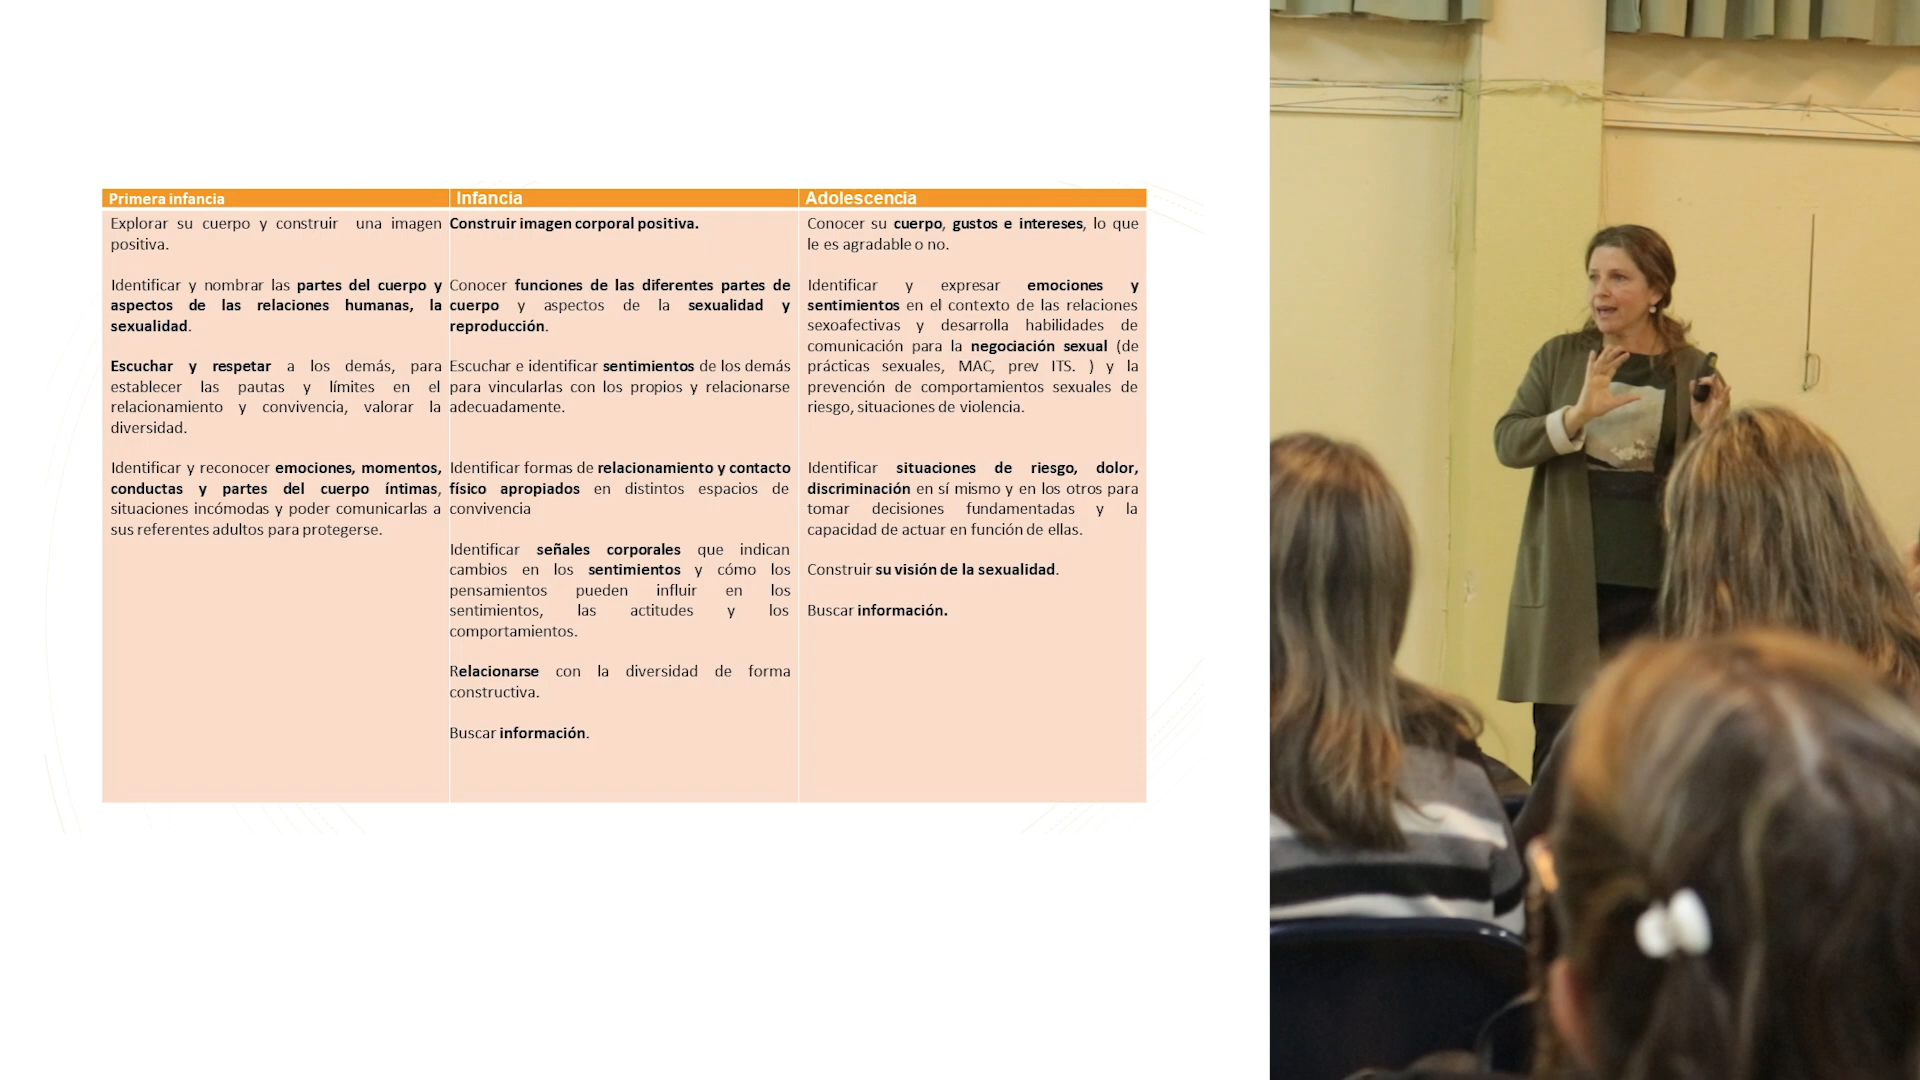 Primera infancia
Explorar su cuerpo y construir una imagen
positiva.
Identificar y nombrar las partes del cuerpo y
aspectos de las relaciones humanas, la
sexualidad.
Escuchar y respetar a los demás, para
establecer las pautas y límites en el
relacionamiento y convivencia, valorar la
diversidad.
Identificar y reconocer emociones, momentos,
conductas y partes del cuerpo íntimas,
situaciones incómodas y poder comunicarlas a
sus referentes adultos para protegerse.
Infancia
Construir imagen corporal positiva.
Conocer funciones de las diferentes partes de
cuerpo y aspectos de la sexualidad y
reproducción.
Escuchar e identificar sentimientos de los demás
para vincularlas con los propios y relacionarse
adecuadamente.
Identificar formas de relacionamiento y contacto
físico apropiados en distintos espacios de
convivencia
Identificar señales corporales que indican
cambios en los sentimientos y cómo los
pensamientos pueden influir en los
sentimientos, las actitudes y los
comportamientos.
Relacionarse con la diversidad de forma
constructiva.
Buscar información.
Adolescencia
Conocer su cuerpo, gustos e intereses, lo que
le es agradable o no.
Identificar y expresar emociones y
sentimientos en el contexto de las relaciones
sexoafectivas y desarrolla habilidades de
comunicación para la negociación sexual (de
prácticas sexuales, MAC, prev ITS. ) y la
prevención de comportamientos sexuales de
riesgo, situaciones de violencia.
Identificar situaciones de riesgo, dolor,
discriminación en sí mismo y en los otros para
tomar decisiones fundamentadas y la
capacidad de actuar en función de ellas.
Construir su visión de la sexualidad.
Buscar información.